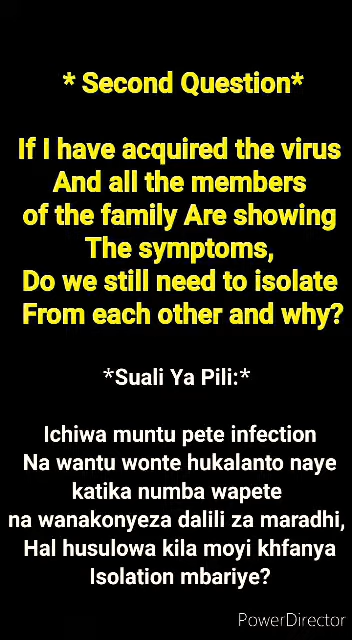 * Second Question*
If I have acquired the virus
And all the members
of the family Are showing
The symptoms,
Do we still need to isolate
From each other and why?
*Suali Ya Pili:*
Ichiwa muntu pete infection
Na wantu wonte hukalanto naye
katika numba wapete
na wanakonyeza dalili za maradhi,
Hal husulowa kila moyi khfanya
Isolation mbariye?
PowerDirector